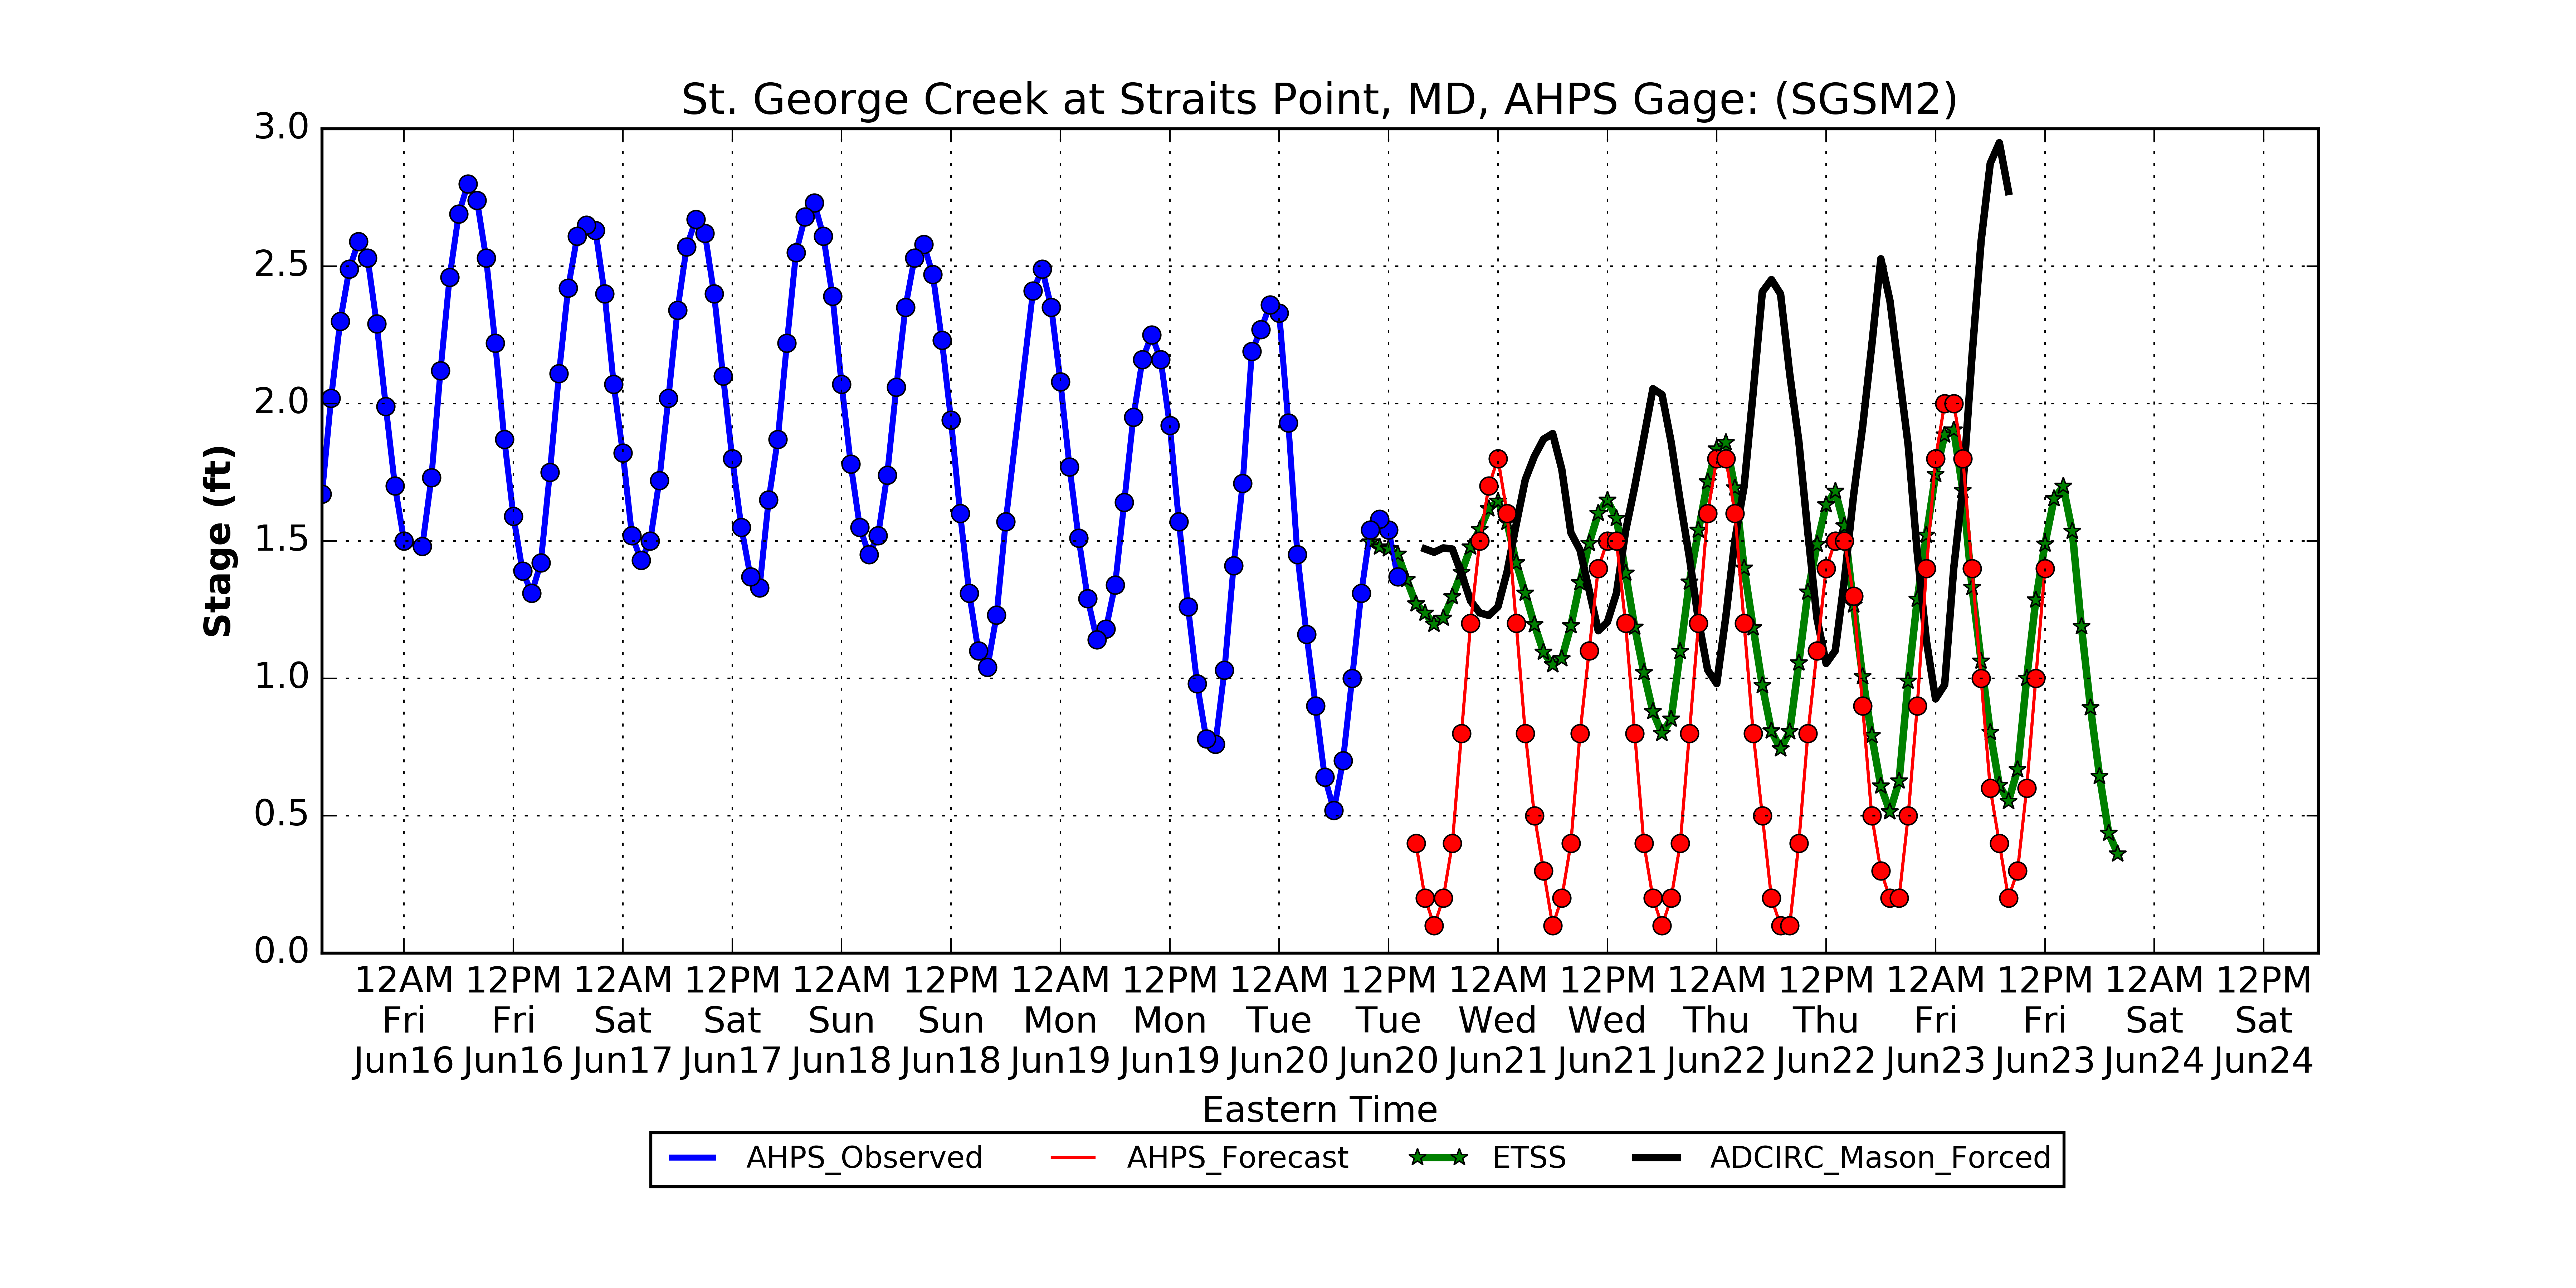 St. George Creek at Straits Point, MD, AHPS Gage: (SGSM2)
3.0
2.5
2.0
1.5
1.0
0.5
0.0
Stage (ft)
12AM 12PM 12AM 12PM 12AM 12PM 12AM 12PM 12AM 12PM 12AM 12PM 12AM 12PM 12AM 12PM 12AM 12PM
Fri Fri Sat Sat Sun Sun Mon Mon Tue Tue Wed Wed Thu Thu Fri Fri Sat Sat
Jun16 Jun16 Jun17 Jun17 Jun18 Jun18 Jun19 Jun19 Jun20 Jun20 Jun21 Jun21 Jun22 Jun22 Jun23 Jun23 Jun24 Jun24
Eastern Time
AHPS_Observed AHPS_Forecast ETSS ADCIRC_Mason_Forced